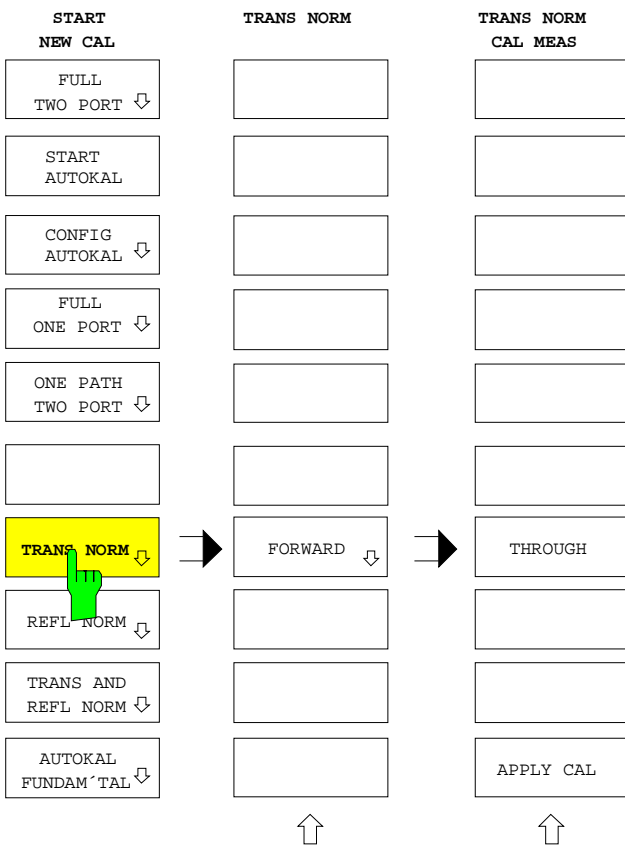 START
NEW CAL
FULL
TWO PORT
START
AUTOKAL
CONFIG
AUTOKAL
FULL
ONE PORT
ONE PATH
TWO PORT
TRANS NORM
REFL NORM
TRANS AND
REFL NORM
AUTOKAL
FUNDAM´TAL
TRANS NORM
FORWARD
TRANS NORM
CAL MEAS
THROUGH
APPLY CAL